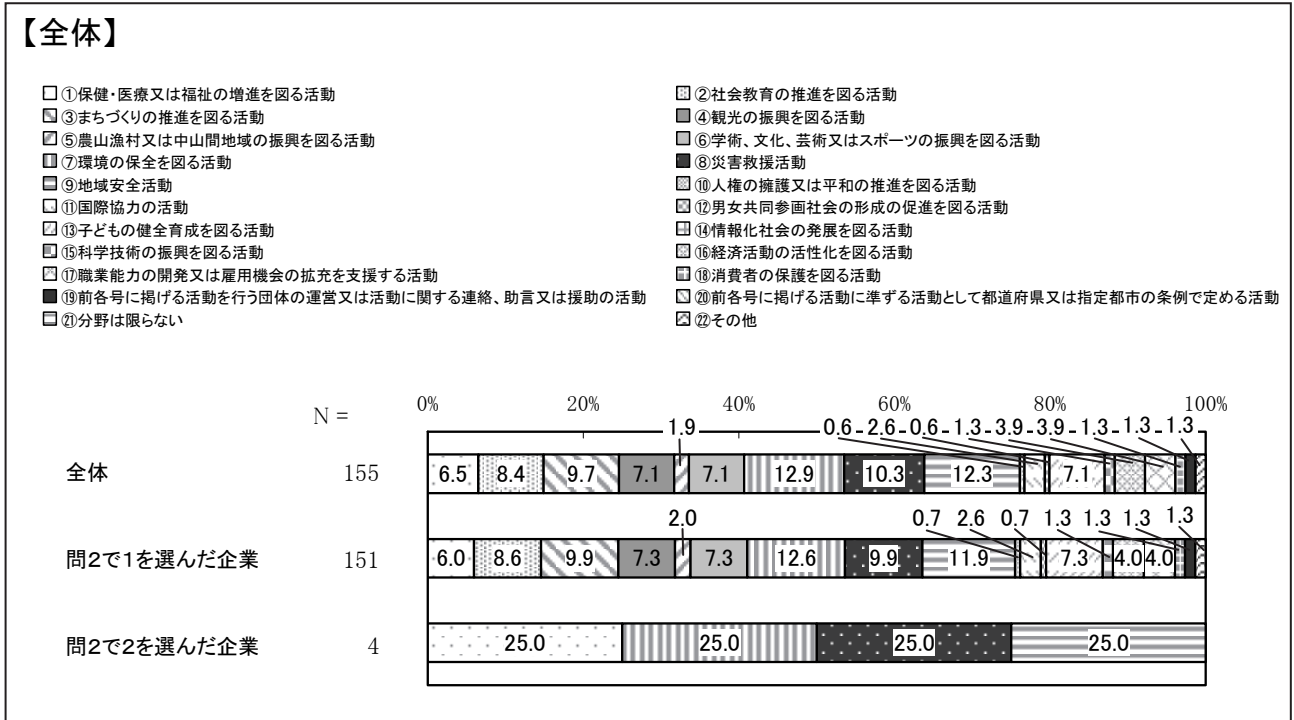 【全体】
①保健・医療又は福祉の増進を図る活動
②社会教育の推進を図る活動
③まちづくりの推進を図る活動
④観光の振興を図る活動
⑤農山漁村又は中山間地域の振興を図る活動
⑥学術、文化、芸術又はスポーツの振興を図る活動
⑦環境の保全を図る活動
⑧災害救援活動
⑨地域安全活動
⑩人権の擁護又は平和の推進を図る活動
⑪国際協力の活動
⑫男女共同参画社会の形成の促進を図る活動
⑬子どもの健全育成を図る活動
⑭情報化社会の発展を図る活動
⑮科学技術の振興を図る活動
⑯経済活動の活性化を図る活動
⑰職業能力の開発又は雇用機会の拡充を支援する活動
⑱消費者の保護を図る活動
⑲前各号に掲げる活動を行う団体の運営又は活動に関する連絡、助言又は援助の活動
⑳前各号に掲げる活動に準ずる活動として都道府県又は指定都市の条例で定める活動
㉑分野は限らない
㉒その他
N =
0% 20% 40% 60% 80% 100%
1.9 0.6 2.6 0.6 1.3 3.9 3.9 1.3 1.3 1.3
全体 155 6.5 8.4 9.7 7.1 7.1 12.9 10.3 12.3 7.1
2.0 0.7 2.6 0.7 1.3 1.3 1.3 1.3
問2で1を選んだ企業 151 6.0 8.6 9.9 7.3 7.3 12.6 9.9 11.9 7.3 4.0 4.0
問2で2を選んだ企業 4 25.0 25.0 25.0 25.0